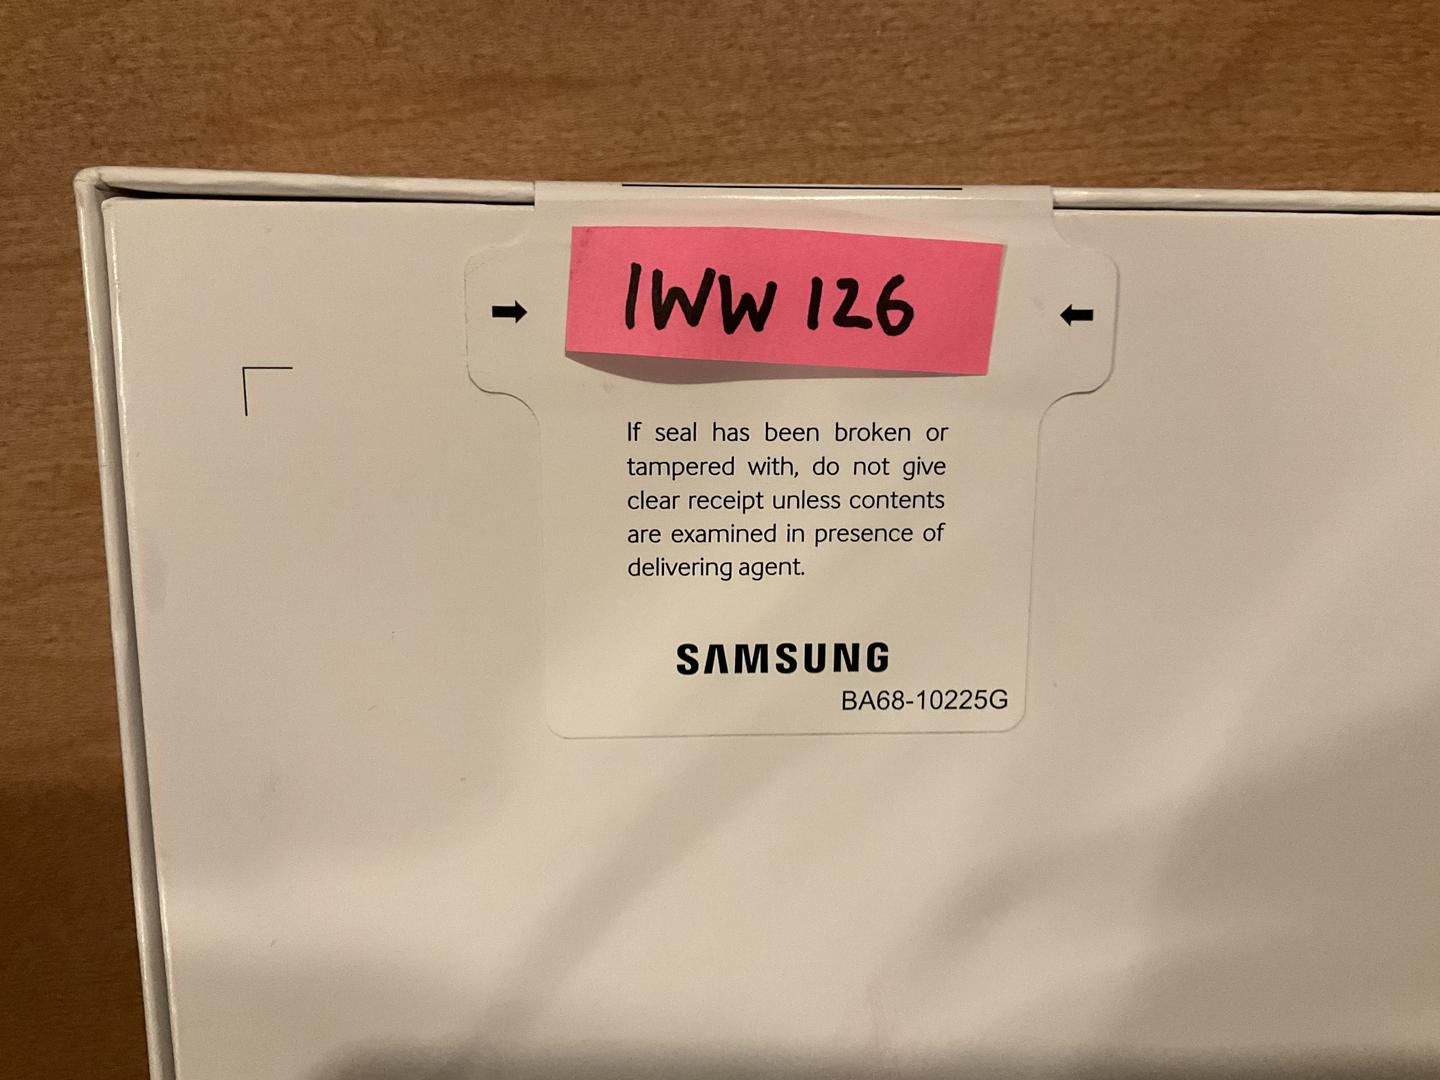 IWW 126
If seal has been broken or
tampered with, do not give
clear receipt unless contents
are examined in presence of
delivering agent.
SAMSUNG
BA68-10225G